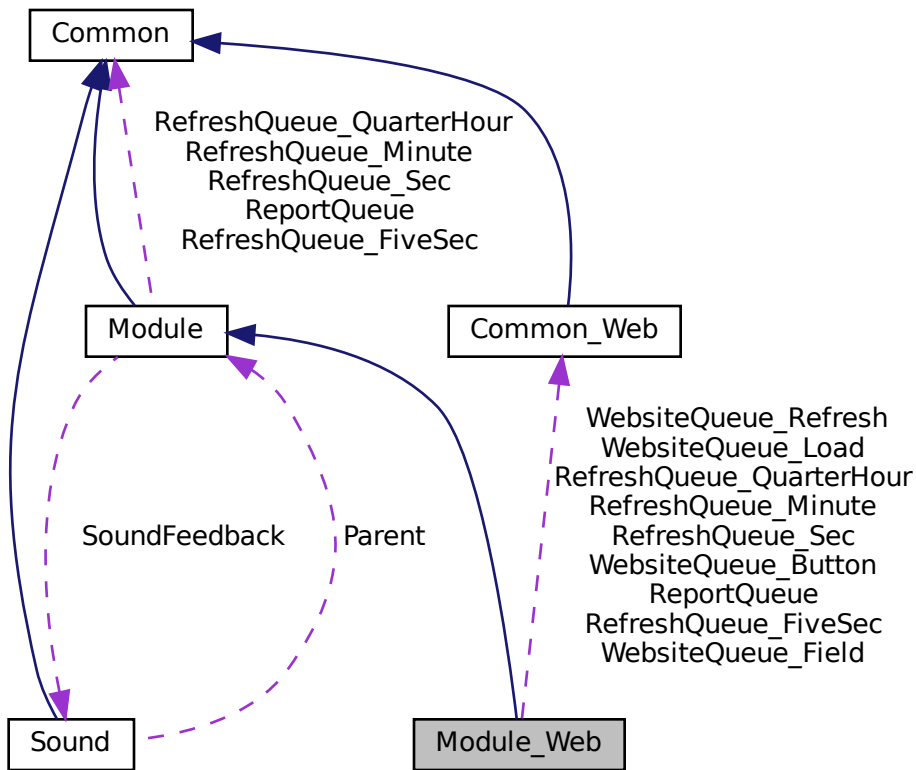 Common
RefreshQueue_QuarterHour
RefreshQueue_Minute
RefreshQueue_Sec
ReportQueue
RefreshQueue_FiveSec
Module
Common_Web
WebsiteQueue_Refresh
WebsiteQueue_Load
RefreshQueue_QuarterHour
RefreshQueue_Minute
RefreshQueue_Sec
WebsiteQueue_Button
ReportQueue
RefreshQueue_FiveSec
WebsiteQueue_Field
SoundFeedback
Parent
Sound
Module_Web